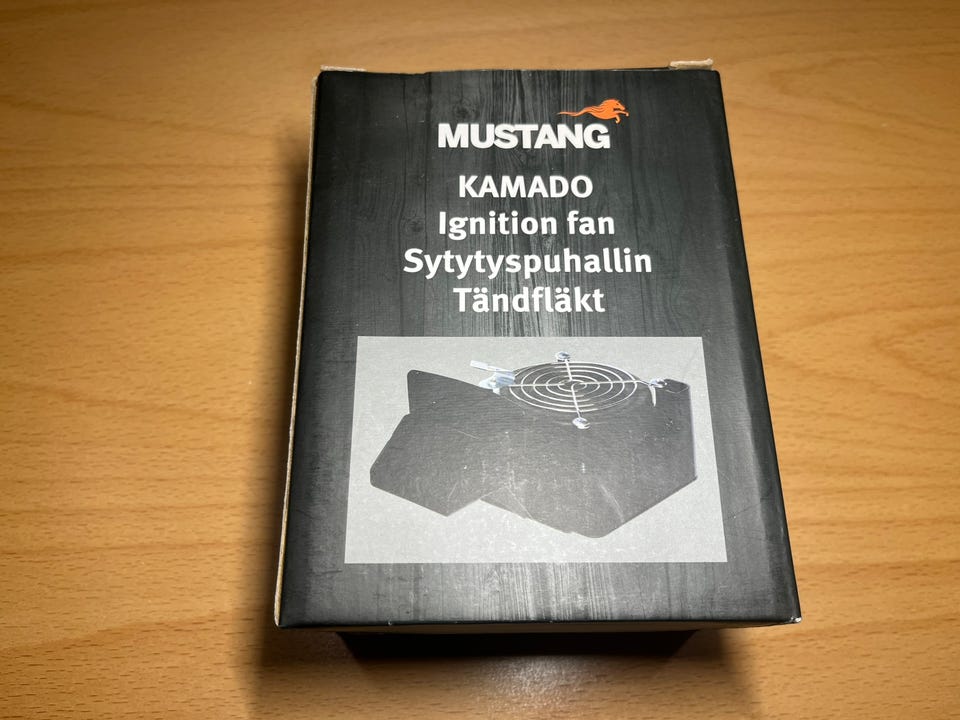 MUSTANG
KAMADO
Ignition fan
Sytytyspuhallin
Tändfläkt